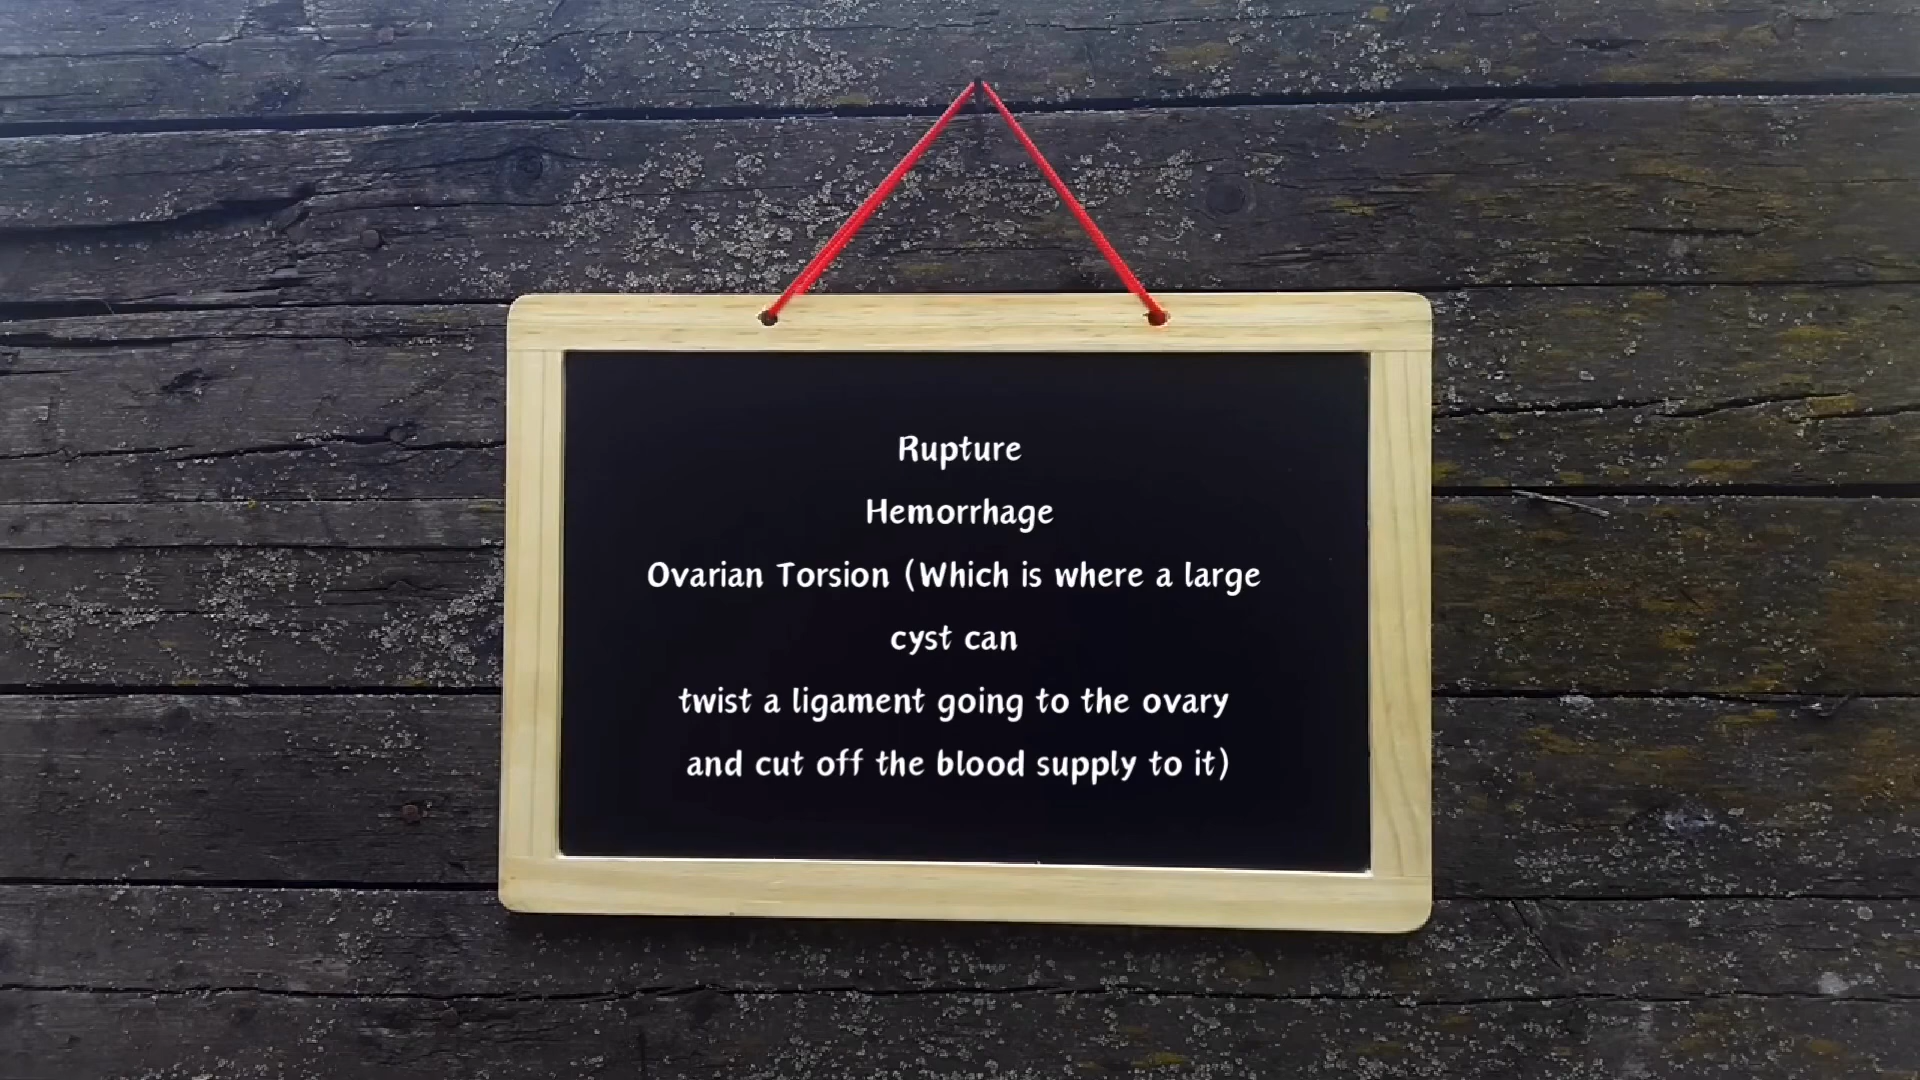 Rupture
Hemorrhage
Ovarian Torsion (Which is where a large
cyst can
twist a ligament going to the ovary
and cut off the blood supply to it)